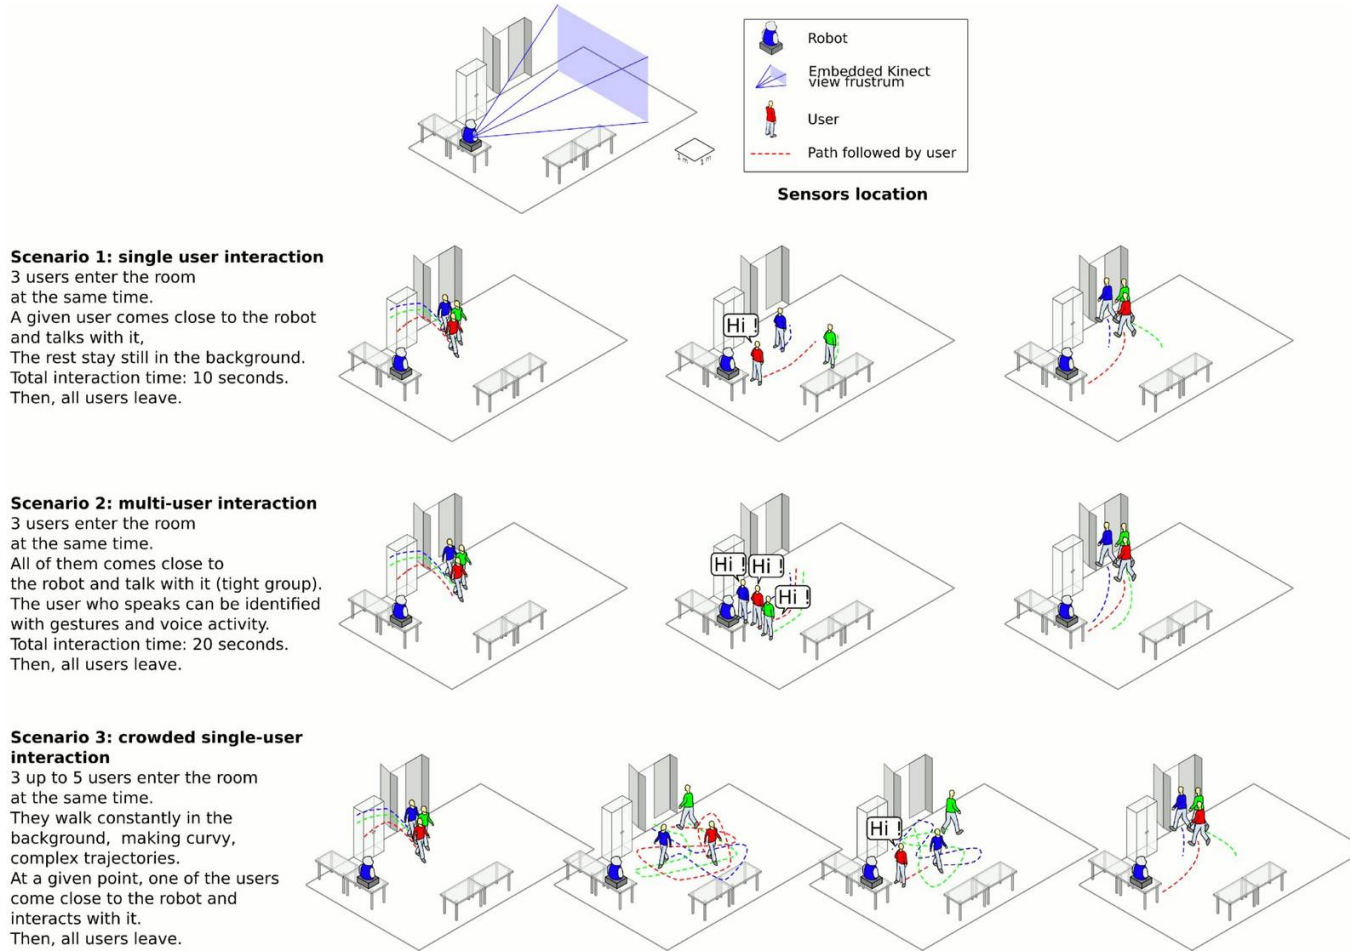 Robot
Embedded Kinect
view frustrum
User
Path followed by user
1 m
1 m
Sensors location
Scenario 1: single user interaction
3 users enter the room
at the same time.
A given user comes close to the robot
and talks with it,
The rest stay still in the background.
Total interaction time: 10 seconds.
Then, all users leave.
Hi !
Scenario 2: multi-user interaction
3 users enter the room
at the same time.
All of them comes close to
the robot and talk with it (tight group).
The user who speaks can be identified
with gestures and voice activity.
Total interaction time: 20 seconds.
Then, all users leave.
Hi !
Hi !
Hi !
Scenario 3: crowded single-user
interaction
3 up to 5 users enter the room
at the same time.
They walk constantly in the
background, making curvy,
complex trajectories.
At a given point, one of the users
come close to the robot and
interacts with it.
Then, all users leave.
Hi !